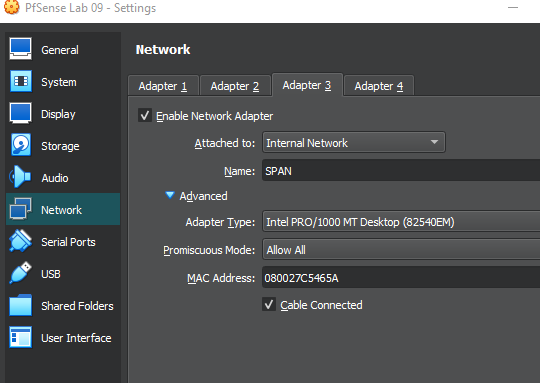 PfSense Lab 09 - Settings
General
System
Display
Storage
Audio
Network
Serial Ports
USB
Shared Folders
User Interface
Network
Adapter 1 Adapter 2 Adapter 3 Adapter 4
Enable Network Adapter
Attached to: Internal Network
Name: SPAN
Advanced
Adapter Type: Intel PRO/1000 MT Desktop (82540EM)
Promiscuous Mode: Allow All
MAC Address: 080027C5465A
Cable Connected